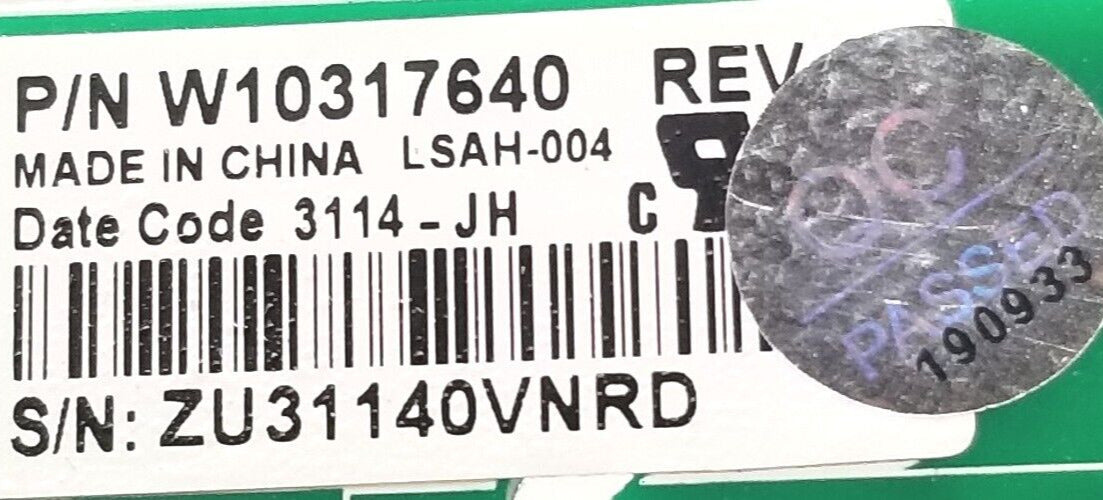 P/N W10317640 REV
MADE IN CHINA LSAH-004
Date Code 3114-JH C
S/N: ZU31140VNRD
QC
PASSED
190933